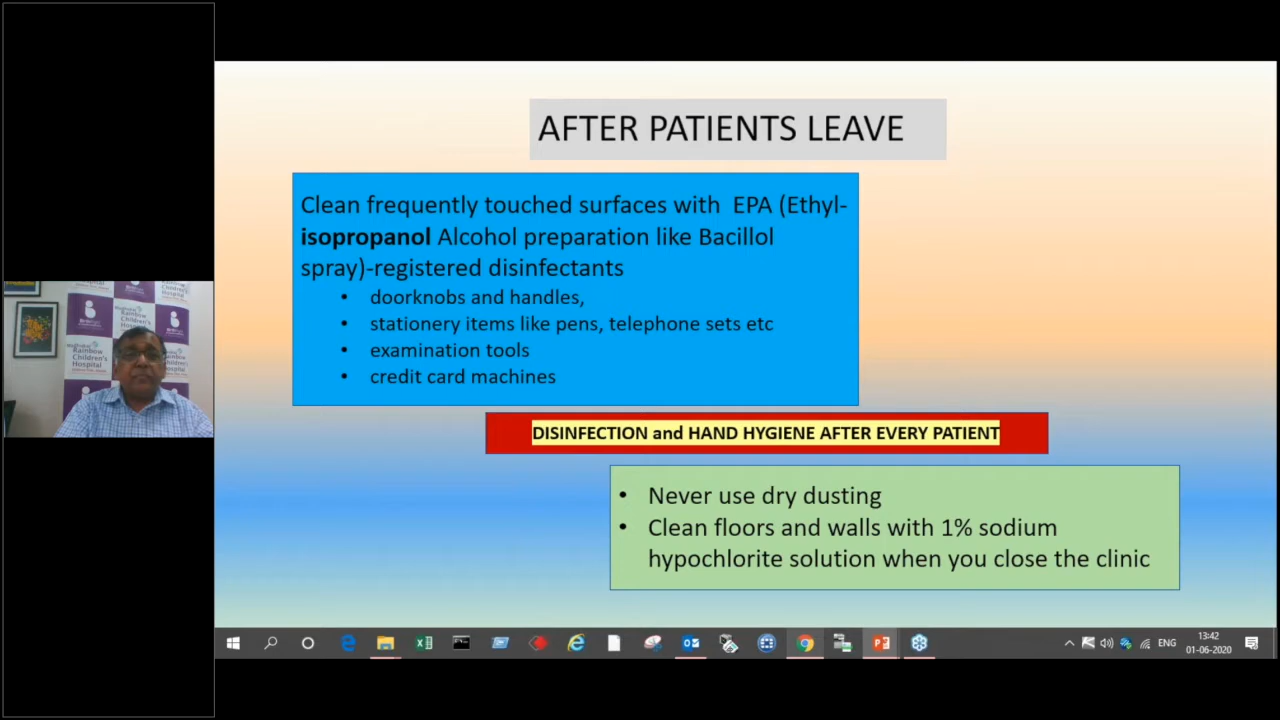 AFTER PATIENTS LEAVE
Clean frequently touched surfaces with EPA (Ethyl-
isopropanol Alcohol preparation like Bacillol
spray)-registered disinfectants
• doorknobs and handles,
• stationery items like pens, telephone sets etc
• examination tools
• credit card machines
DISINFECTION and HAND HYGIENE AFTER EVERY PATIENT
• Never use dry dusting
• Clean floors and walls with 1% sodium
hypochlorite solution when you close the clinic
Rainbow
Children's
Hospital
ENG
13:42
01-06-2020